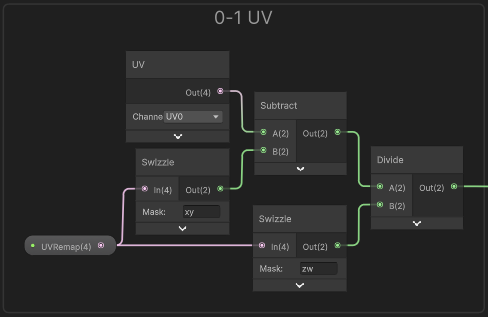 0-1 UV
UV
Out(4)
Channe UV0
Subtract
A(2) Out(2)
B(2)
Swizzle
In(4) Out(2)
Mask: xy
Divide
A(2) Out(2)
B(2)
Swizzle
In(4) Out(2)
Mask: zw
UVRemap(4)